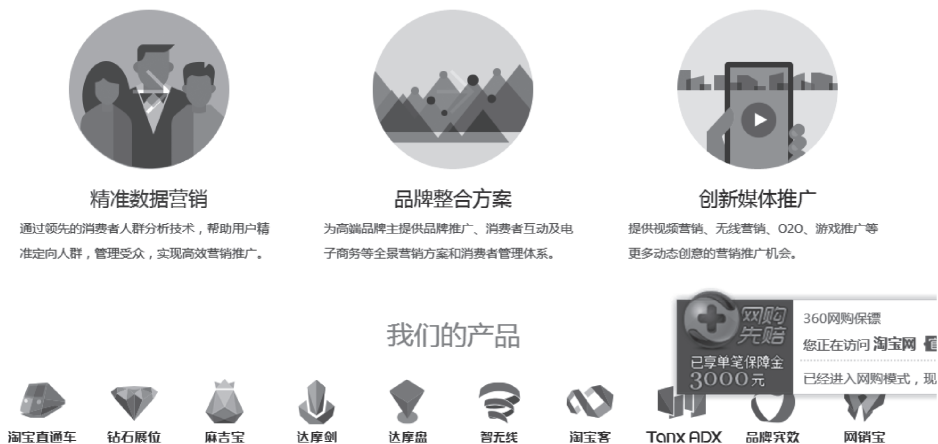 精准数据营销
通过领先的消费者人群分析技术，帮助用户精
准定向人群，管理受众，实现高效营销推广。
品牌整合方案
为高端品牌主提供品牌推广、消费者互动及电
子商务等全景营销方案和消费者管理体系。
创新媒体推广
提供视频营销、无线营销、O2O、游戏推广等
更多动态创意的营销推广机会。
我们的产品
网购
先赔
已享单笔保障金
3000元
360网购保镖
您正在访问 淘宝网
已经进入网购模式，现
淘宝直通车
钻石展位
麻吉宝
达摩剑
达摩盘
智无线
淘宝客
Tanx ADX
品牌宾数
网销宝